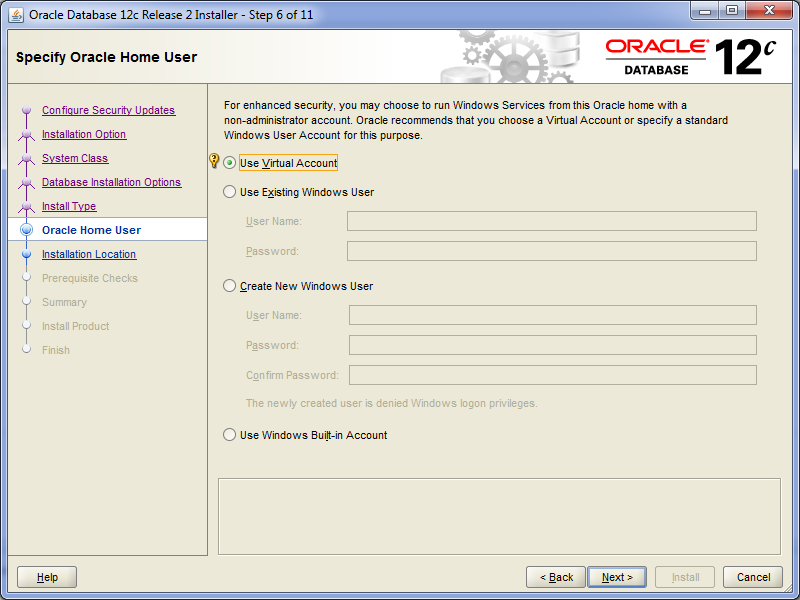 Oracle Database 12c Release 2 Installer - Step 6 of 11
Specify Oracle Home User
ORACLE®
DATABASE
12c
Configure Security Updates
Installation Option
System Class
Database Installation Options
Install Type
Oracle Home User
Installation Location
Prerequisite Checks
Summary
Install Product
Finish
For enhanced security, you may choose to run Windows Services from this Oracle home with a
non-administrator account. Oracle recommends that you choose a Virtual Account or specify a standard
Windows User Account for this purpose.
Use Virtual Account
Use Existing Windows User
User Name:
Password:
Create New Windows User
User Name:
Password:
Confirm Password:
The newly created user is denied Windows logon privileges.
Use Windows Built-in Account
Help
< Back
Next >
Install
Cancel